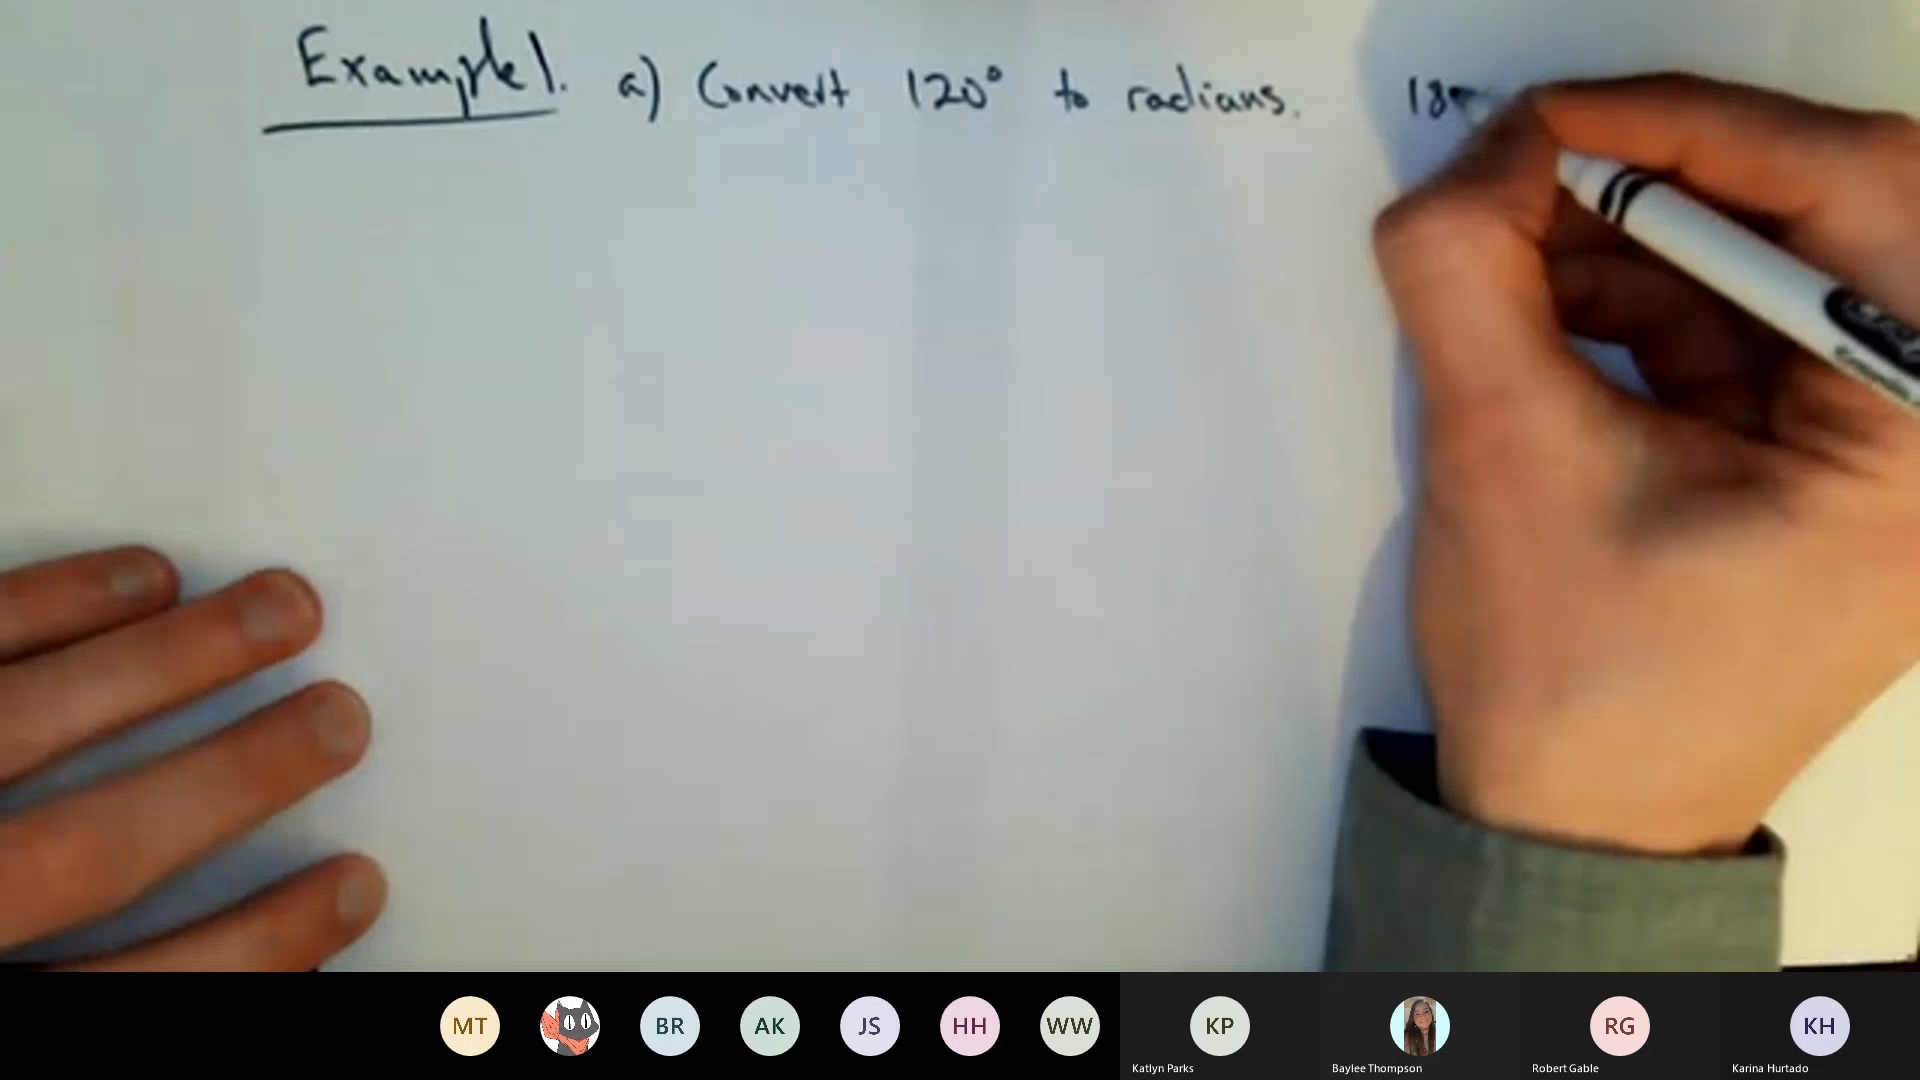 Example 1. a) Convert 120° to radians. 180
MT BR AK JS HH WW KP RG KH
Katlyn Parks Baylee Thompson Robert Gable Karina Hurtado